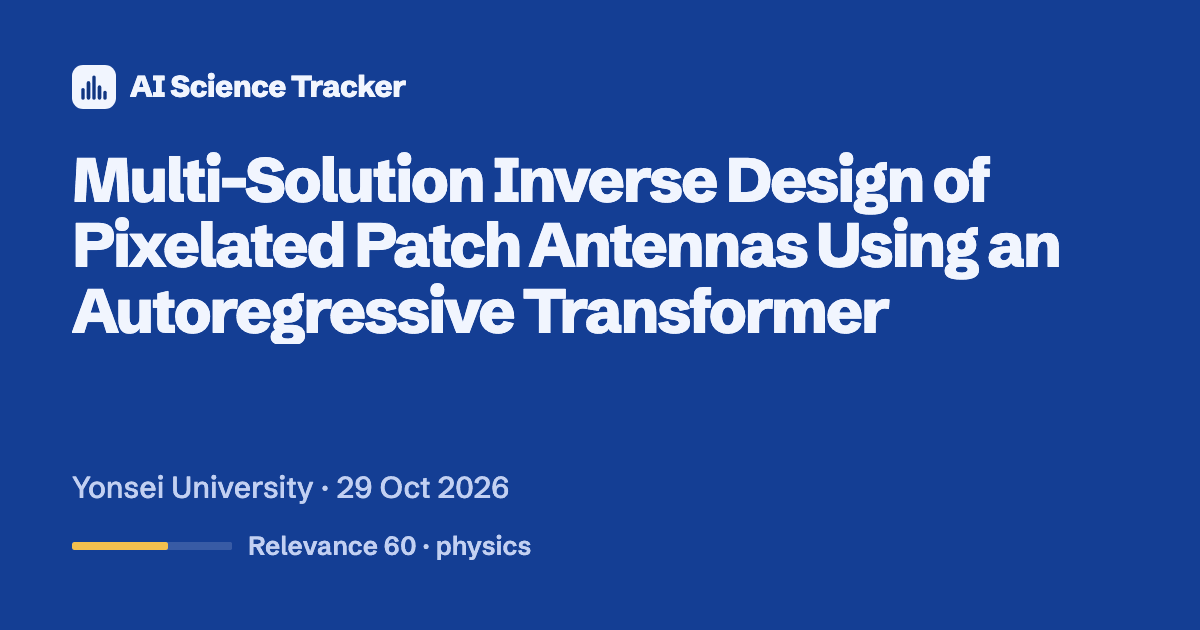 AI Science Tracker
Multi-Solution Inverse Design of
Pixelated Patch Antennas Using an
Autoregressive Transformer
Yonsei University · 29 Oct 2026
Relevance 60 · physics